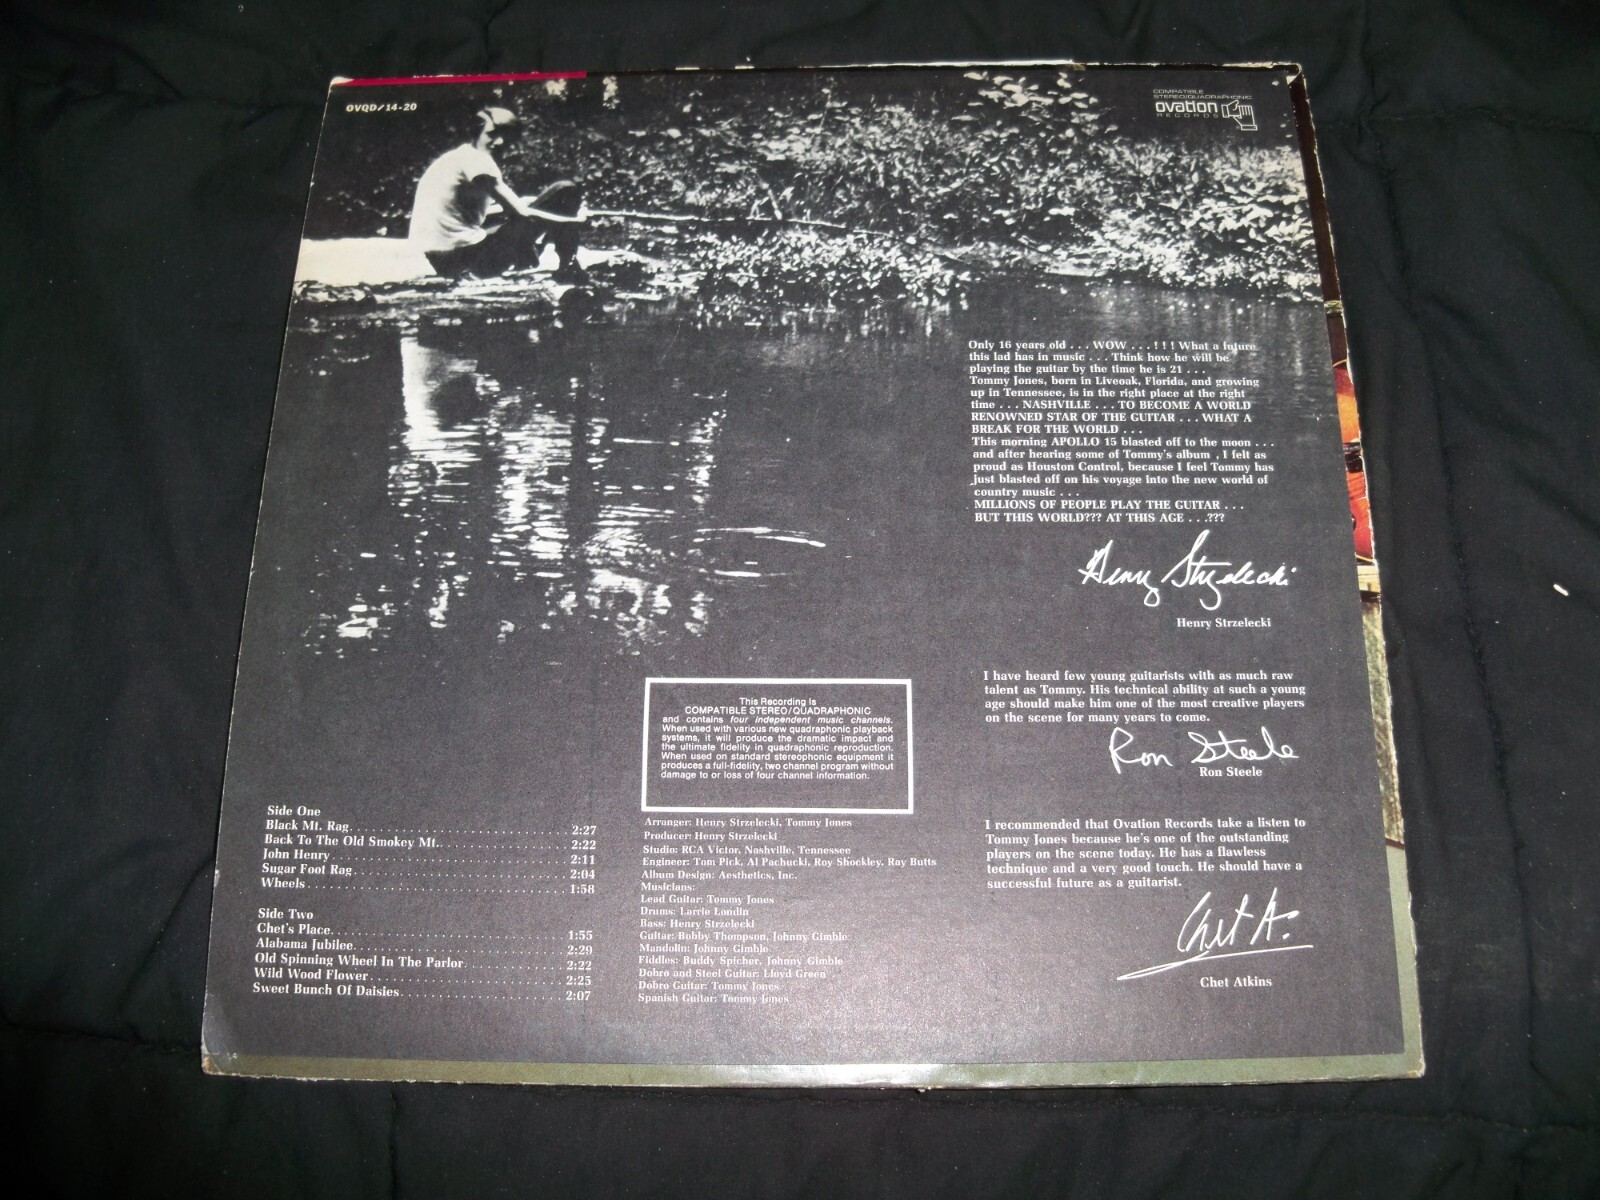 OVQD/14-20
COMPATIBLE
STEREO/QUADRAPHONIC
ovation
RECORDS
Only 16 years old . . . WOW . . . ! ! ! What a future
this lad has in music . . . Think how he will be
playing the guitar by the time he is 21 . . .
Tommy Jones, born in Liveoak, Florida, and growing
up in Tennessee, is in the right place at the right
time . . . NASHVILLE . . . TO BECOME A WORLD
RENOWNED STAR OF THE GUITAR . . . WHAT A
BREAK FOR THE WORLD . . .
This morning APOLLO 15 blasted off to the moon . . .
and after hearing some of Tommy's album , I felt as
proud as Houston Control, because I feel Tommy has
just blasted off on his voyage into the new world of
country music . . .
MILLIONS OF PEOPLE PLAY THE GUITAR . . .
BUT THIS WORLD??? AT THIS AGE . . .???
Henry Strzelecki
Henry Strzelecki
I have heard few young guitarists with as much raw
talent as Tommy. His technical ability at such a young
age should make him one of the most creative players
on the scene for many years to come.
Ron Steele
Ron Steele
I recommended that Ovation Records take a listen to
Tommy Jones because he's one of the outstanding
players on the scene today. He has a flawless
technique and a very good touch. He should have a
successful future as a guitarist.
Chet A.
Chet Atkins
This Recording Is
COMPATIBLE STEREO/QUADRAPHONIC
and contains four independent music channels.
When used with various new quadraphonic playback
systems, it will produce the dramatic impact and
the ultimate fidelity in quadraphonic reproduction.
When used on standard stereophonic equipment it
produces a full-fidelity, two channel program without
damage to or loss of four channel information.
Arranger: Henry Strzelecki, Tommy Jones
Producer: Henry Strzelecki
Studio: RCA Victor, Nashville, Tennessee
Engineer: Tom Pick, Al Pachucki, Roy Shockley, Ray Butts
Album Design: Aesthetics, Inc.
Musicians:
Lead Guitar: Tommy Jones
Drums: Larrie Londin
Bass: Henry Strzelecki
Guitar: Bobby Thompson, Johnny Gimble
Mandolin: Johnny Gimble
Fiddles: Buddy Spicher, Johnny Gimble
Dobro and Steel Guitar: Lloyd Green
Dobro Guitar: Tommy Jones
Spanish Guitar: Tommy Jones
Side One
Black Mt. Rag. . . . . . . . . . . . . . . . . . . . . . . . . 2:27
Back To The Old Smokey Mt. . . . . . . . . . . . . . . . 2:22
John Henry . . . . . . . . . . . . . . . . . . . . . . . . . . 2:11
Sugar Foot Rag . . . . . . . . . . . . . . . . . . . . . . . 2:04
Wheels . . . . . . . . . . . . . . . . . . . . . . . . . . . . 1:58
Side Two
Chet's Place. . . . . . . . . . . . . . . . . . . . . . . . . 1:55
Alabama Jubilee. . . . . . . . . . . . . . . . . . . . . . . 2:29
Old Spinning Wheel In The Parlor . . . . . . . . . . . 2:22
Wild Wood Flower . . . . . . . . . . . . . . . . . . . . . 2:25
Sweet Bunch Of Daisies . . . . . . . . . . . . . . . . . . 2:07